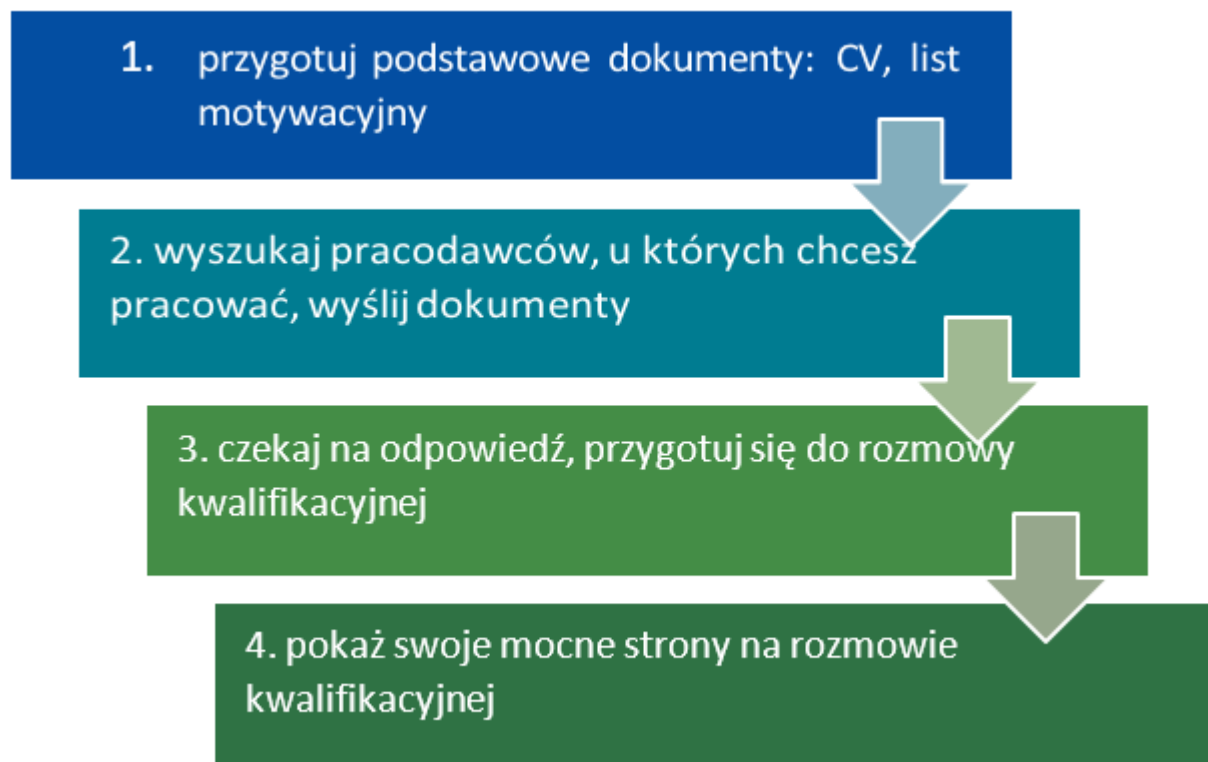 1. przygotuj podstawowe dokumenty: CV, list
motywacyjny
2. wyszukaj pracodawców, u których chcesz
pracować, wyślij dokumenty
3. czekaj na odpowiedź, przygotuj się do rozmowy
kwalifikacyjnej
4. pokaż swoje mocne strony na rozmowie
kwalifikacyjnej